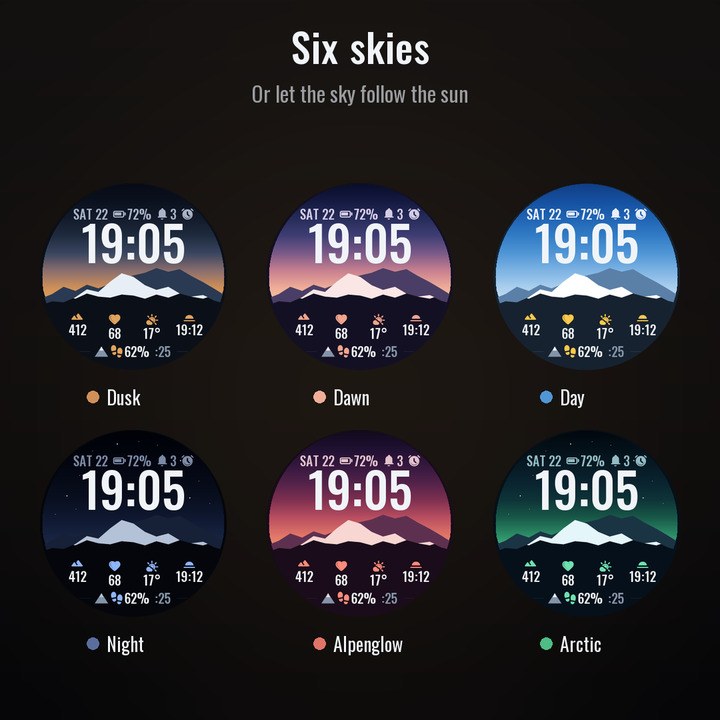 Six skies
Or let the sky follow the sun
SAT 22 72% 3
19:05
412 68 17° 19:12
62% :25
Dusk
SAT 22 72% 3
19:05
412 68 17° 19:12
62% :25
Dawn
SAT 22 72% 3
19:05
412 68 17° 19:12
62% :25
Day
SAT 22 72% 3
19:05
412 68 17° 19:12
62% :25
Night
SAT 22 72% 3
19:05
412 68 17° 19:12
62% :25
Alpenglow
SAT 22 72% 3
19:05
412 68 17° 19:12
62% :25
Arctic